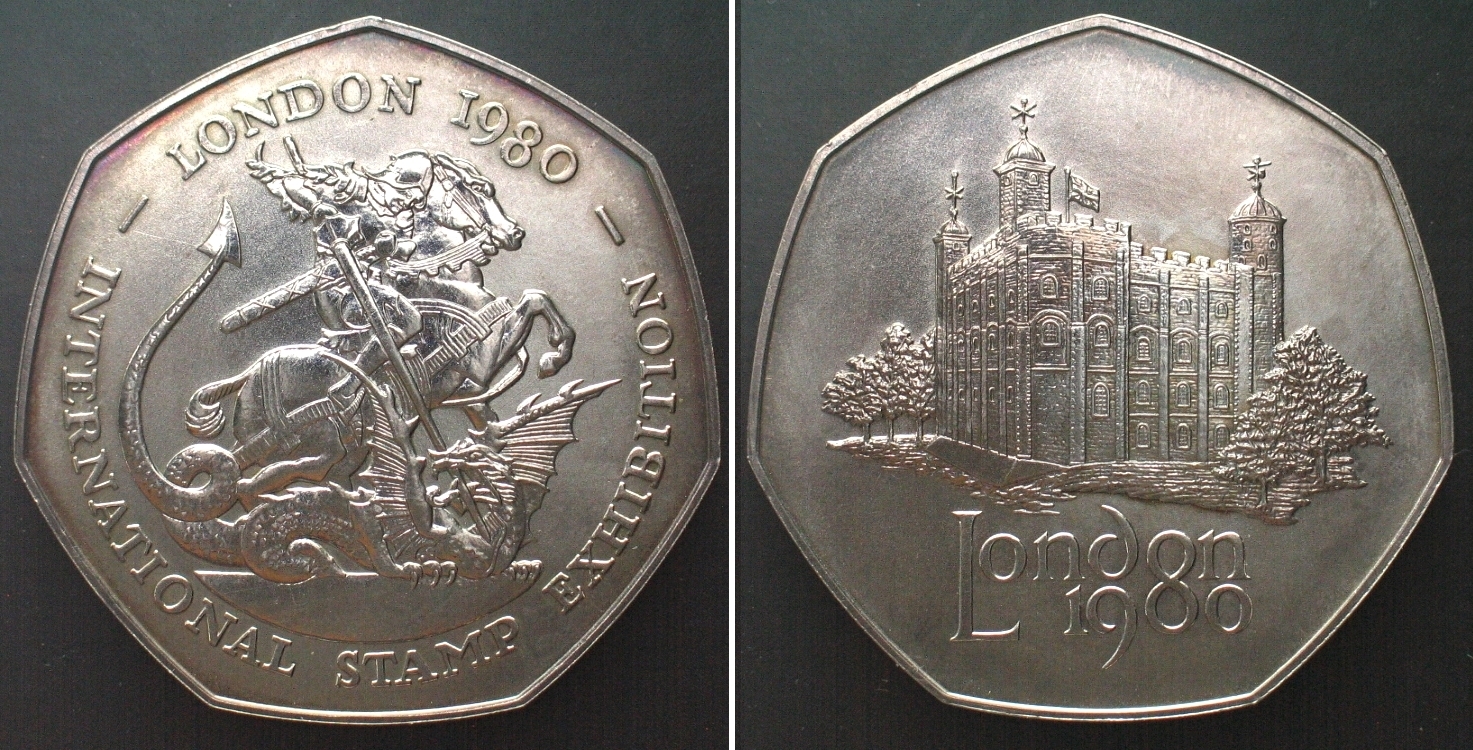 – LONDON 1980 –
INTERNATIONAL STAMP EXHIBITION
London
1980